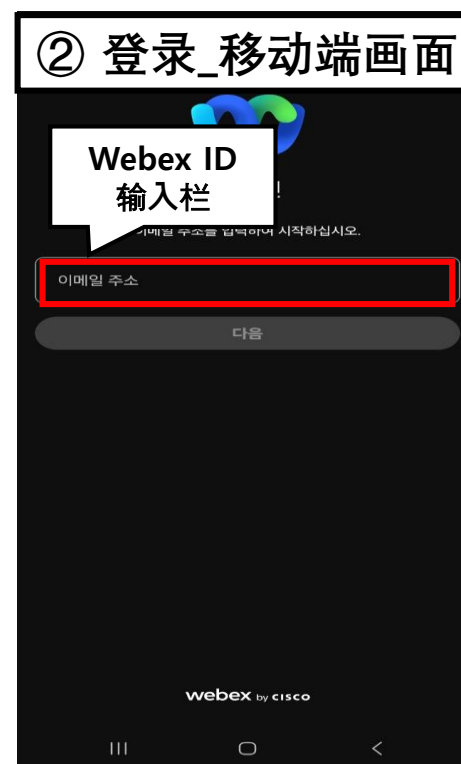 ② 登录_移动端画面
Webex ID
输入栏
!
이메일 주소를 입력하여 시작하십시오.
이메일 주소
다음
webex by CISCO